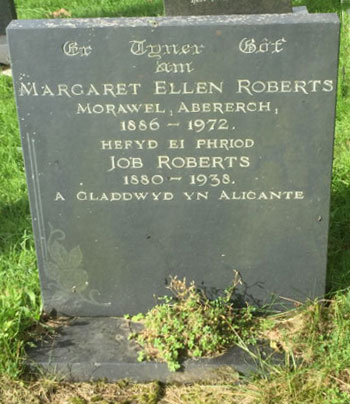 Er Tyner Gôf
am
MARGARET ELLEN ROBERTS
MORAWEL, ABERERCH,
1886 – 1972.
HEFYD EI PHRIOD
JOB ROBERTS
1880 – 1938.
A GLADDWYD YN ALICANTE